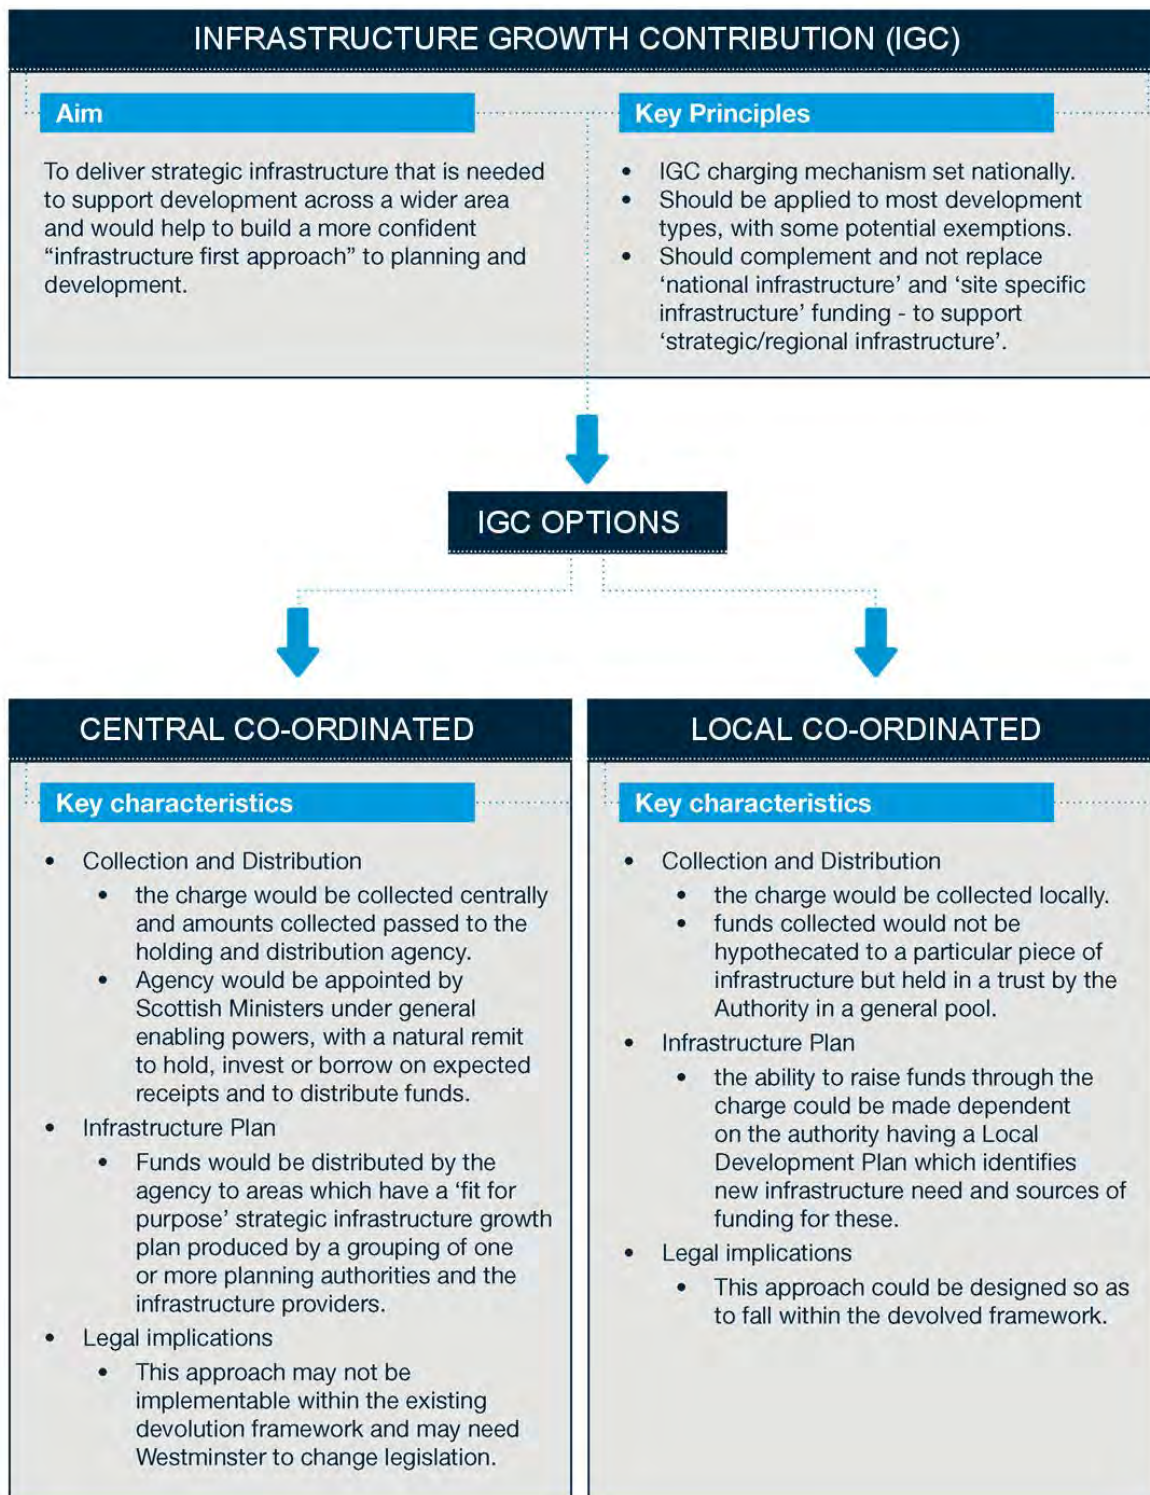 INFRASTRUCTURE GROWTH CONTRIBUTION (IGC)
Aim
To deliver strategic infrastructure that is needed
to support development across a wider area
and would help to build a more confident
“infrastructure first approach” to planning and
development.
Key Principles
• IGC charging mechanism set nationally.
• Should be applied to most development
types, with some potential exemptions.
• Should complement and not replace
‘national infrastructure’ and ‘site specific
infrastructure’ funding - to support
‘strategic/regional infrastructure’.
IGC OPTIONS
CENTRAL CO-ORDINATED
Key characteristics
• Collection and Distribution
• the charge would be collected centrally
and amounts collected passed to the
holding and distribution agency.
• Agency would be appointed by
Scottish Ministers under general
enabling powers, with a natural remit
to hold, invest or borrow on expected
receipts and to distribute funds.
• Infrastructure Plan
• Funds would be distributed by the
agency to areas which have a ‘fit for
purpose’ strategic infrastructure growth
plan produced by a grouping of one
or more planning authorities and the
infrastructure providers.
• Legal implications
• This approach may not be
implementable within the existing
devolution framework and may need
Westminster to change legislation.
LOCAL CO-ORDINATED
Key characteristics
• Collection and Distribution
• the charge would be collected locally.
• funds collected would not be
hypothecated to a particular piece of
infrastructure but held in a trust by the
Authority in a general pool.
• Infrastructure Plan
• the ability to raise funds through the
charge could be made dependent
on the authority having a Local
Development Plan which identifies
new infrastructure need and sources of
funding for these.
• Legal implications
• This approach could be designed so as
to fall within the devolved framework.